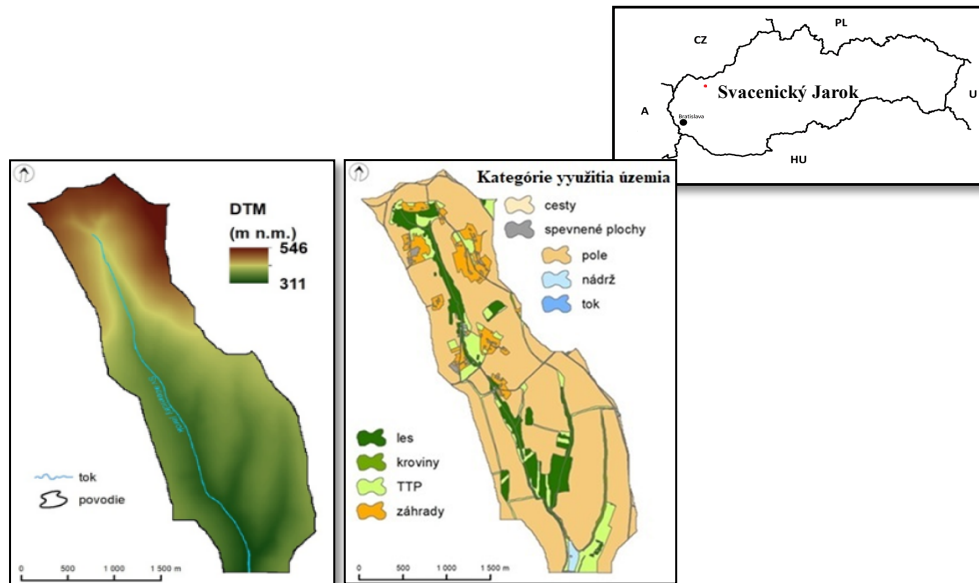 PL
CZ
Svacenický Jarok
U
A
Bratislava
HU
DTM
(m n.m.)
546
311
tok
povodie
0 500 1 000 1 500 m
Kategórie yyužitia územia
cesty
spevnené plochy
pole
nádrž
tok
les
kroviny
TTP
záhrady
0 500 1 000 1 500 m